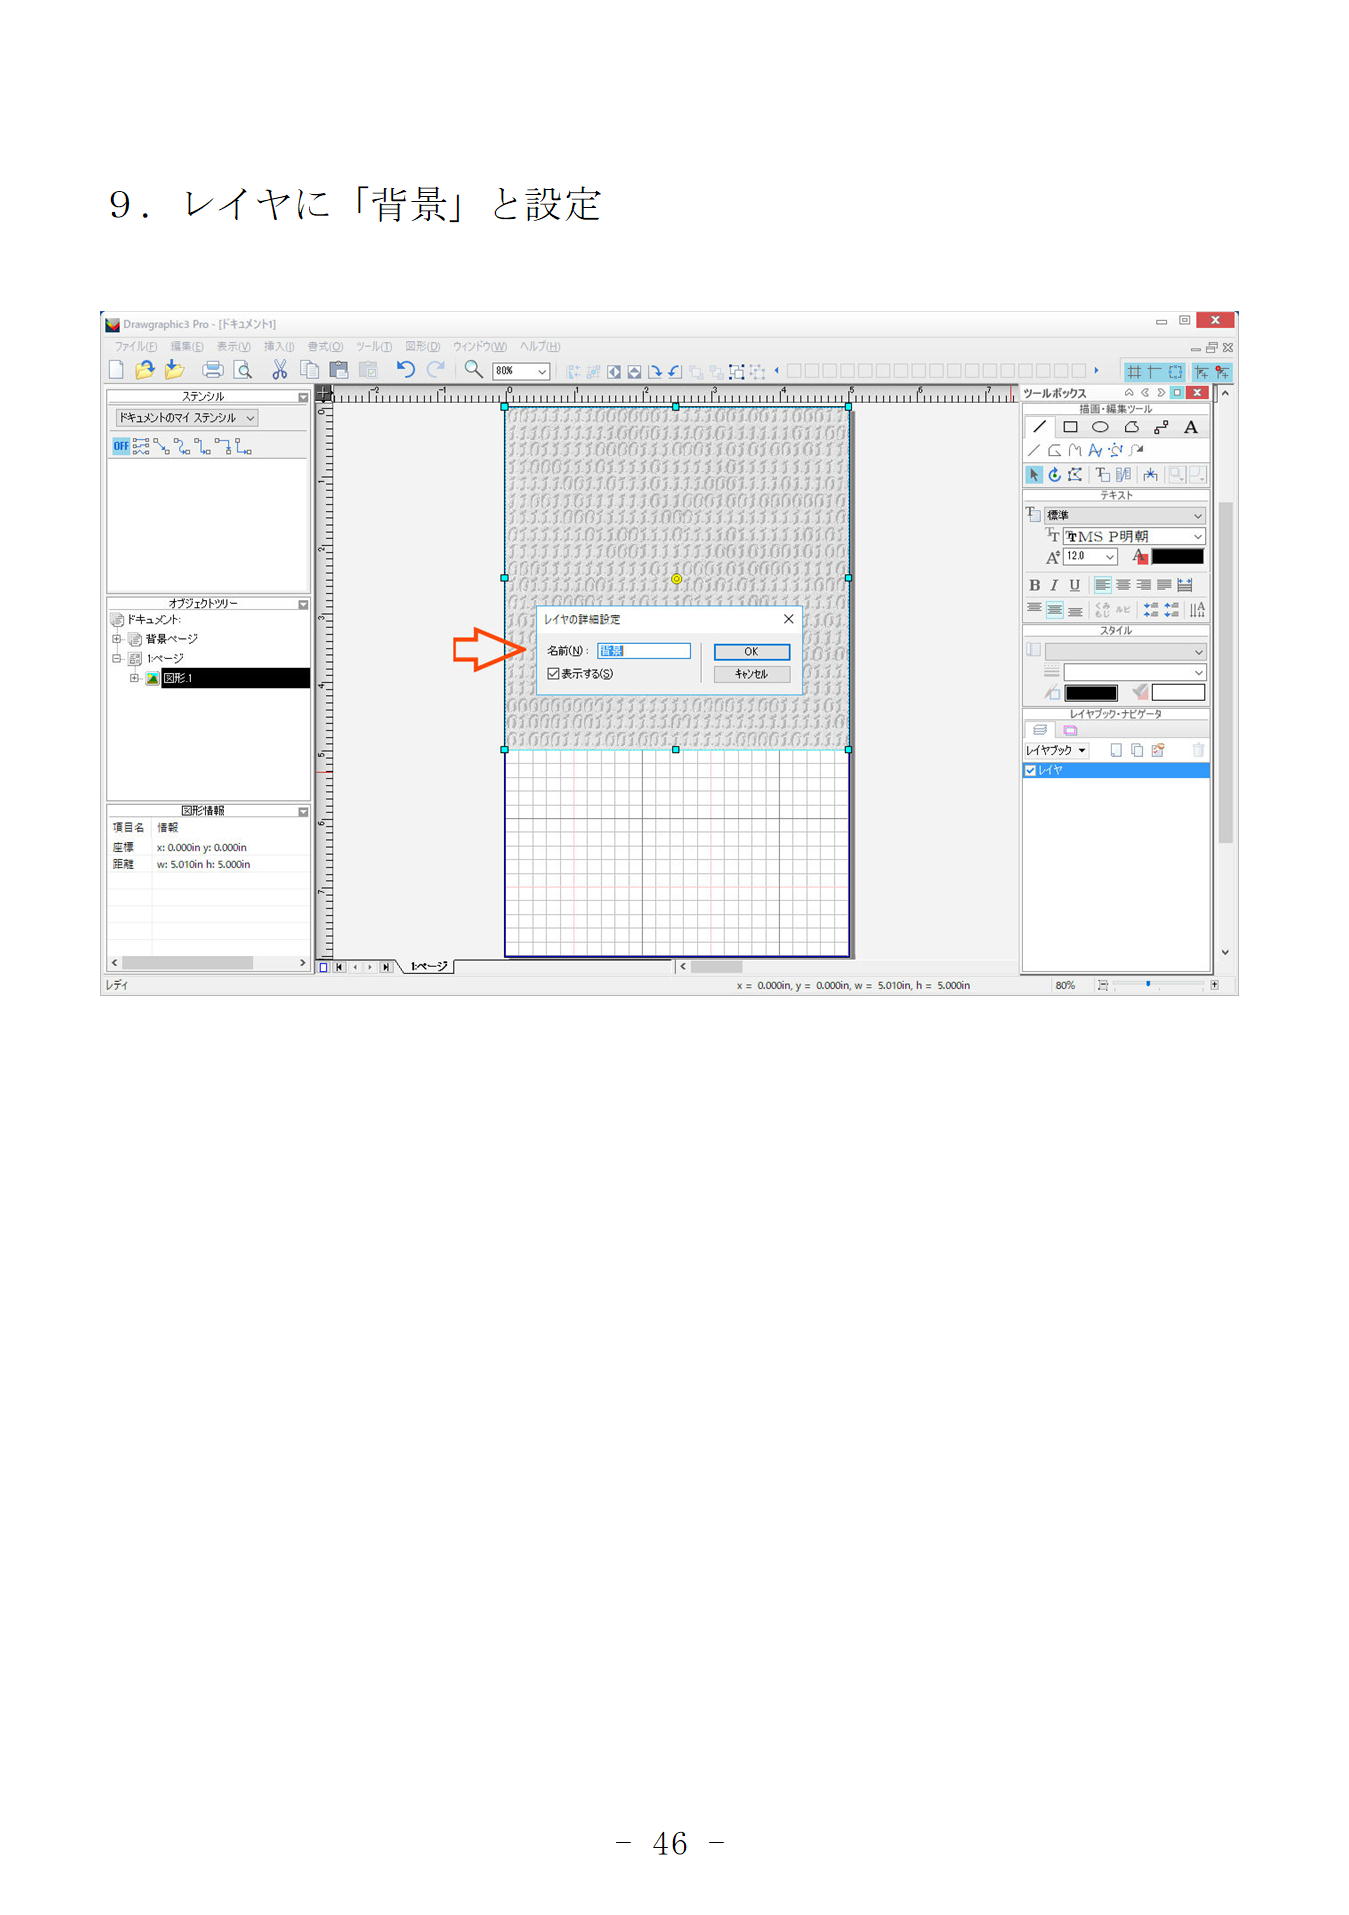 ９．レイヤに「背景」と設定
Drawgraphic3 Pro - [ドキュメント1]
ファイル(F) 編集(E) 表示(V) 挿入(I) 書式(O) ツール(T) 図形(D) ウィンドウ(W) ヘルプ(H)
80%
ステンシル
ドキュメントのマイ ステンシル
OFF
オブジェクトツリー
ドキュメント:
背景ページ
1:ページ
図形.1
図形情報
項目名 情報
座標 x: 0.000in y: 0.000in
距離 w: 5.010in h: 5.000in
レイヤの詳細設定
名前(N): 背景
OK
表示する(S)
キャンセル
1:ページ
ツールボックス
描画・編集ツール
テキスト
標準
MS P明朝
12.0
B I U
スタイル
レイヤブック・ナビゲータ
レイヤブック
レイヤ
レディ
x = 0.000in, y = 0.000in, w = 5.010in, h = 5.000in
80%
- 46 -